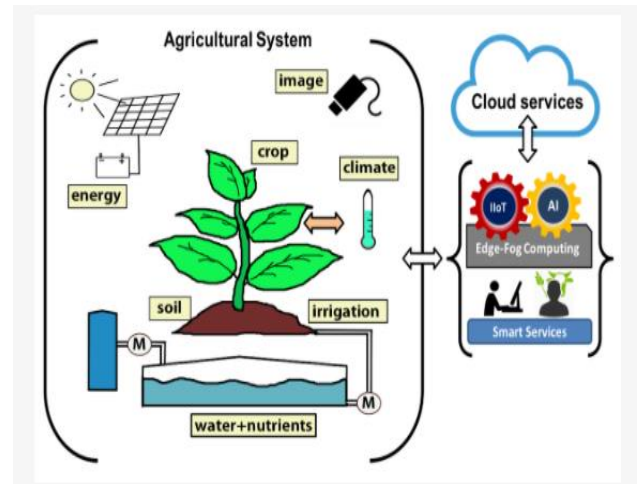 Agricultural System
image
Cloud services
crop
climate
energy
IIoT
AI
Edge-Fog Computing
soil
irrigation
M
Smart Services
M
water+nutrients